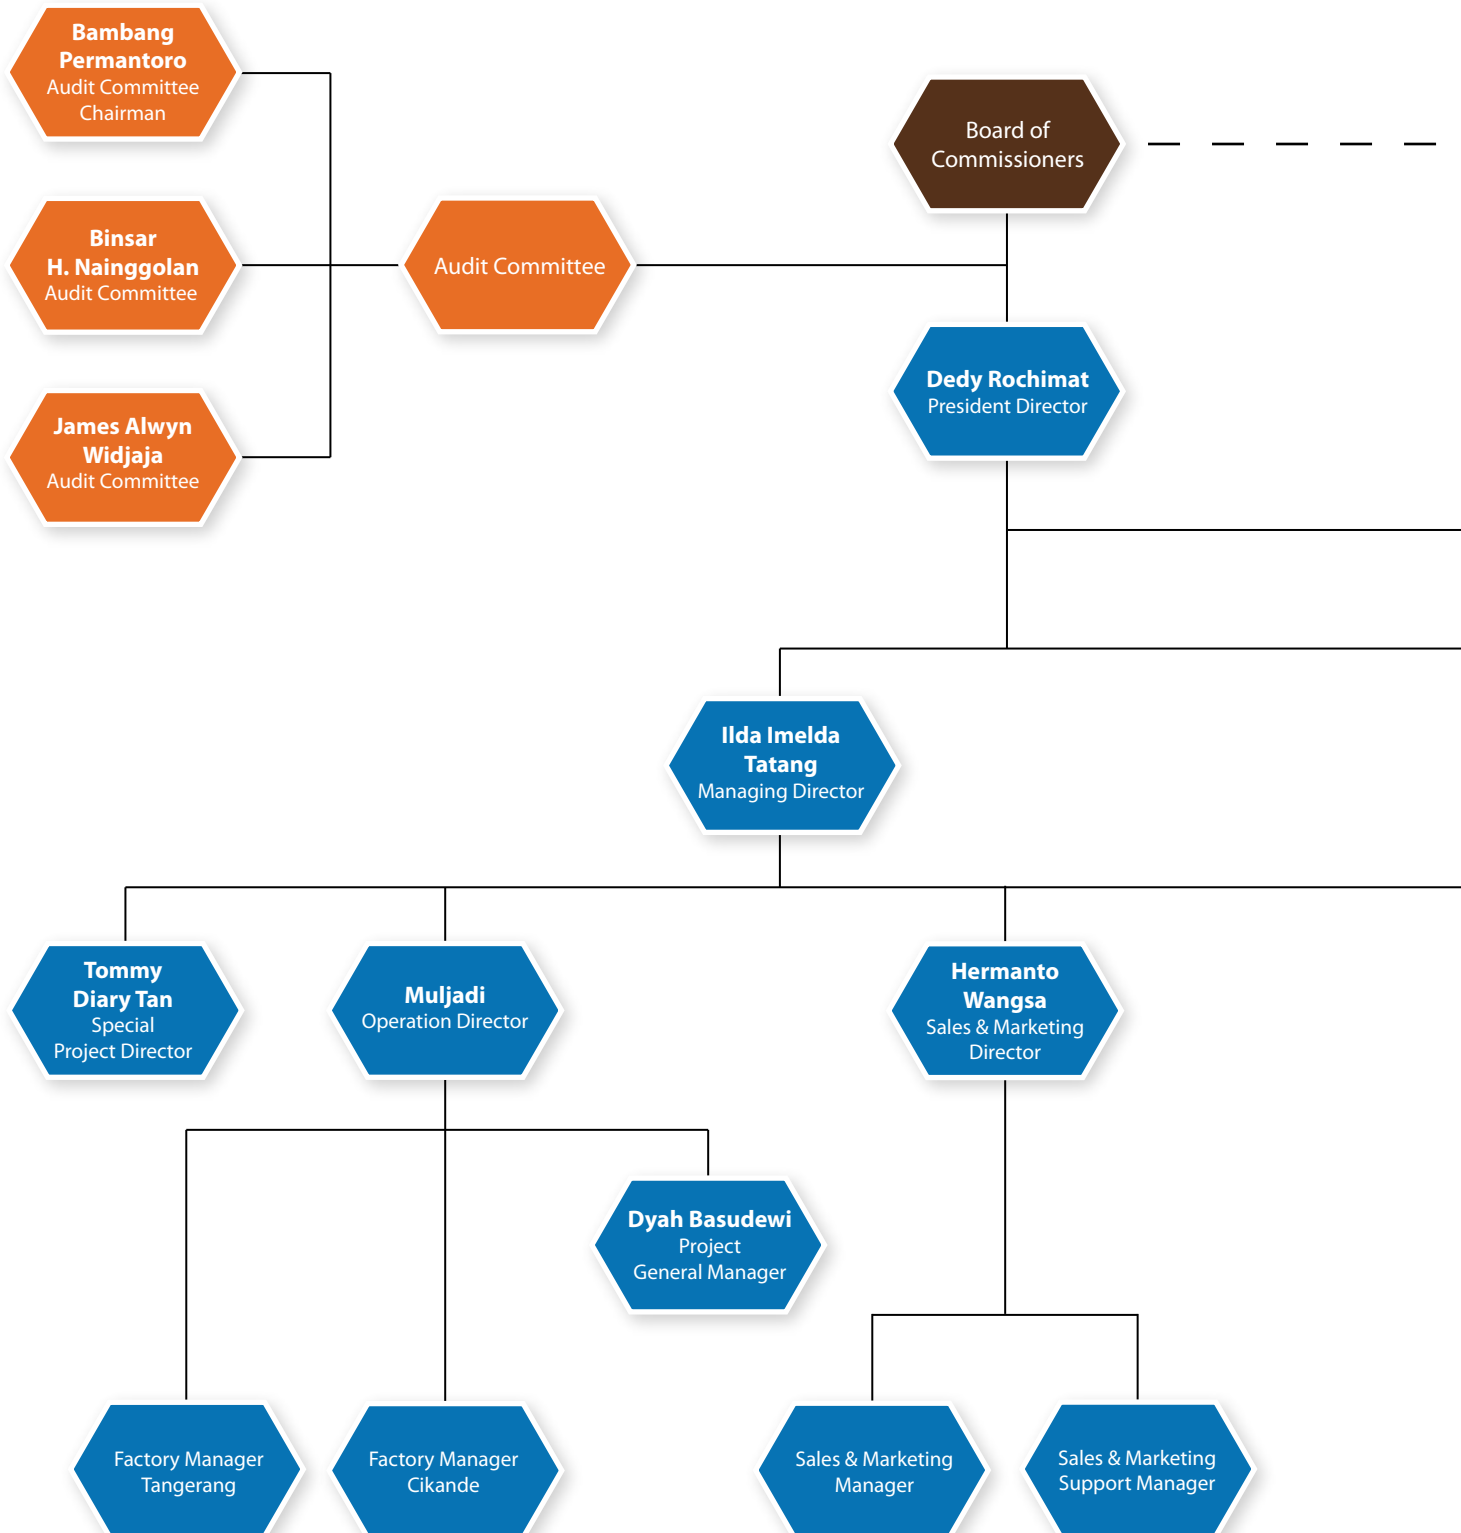 Bambang
Permantoro
Audit Committee
Chairman
Board of
Commissioners
Binsar
H. Nainggolan
Audit Committee
Audit Committee
Dedy Rochimat
President Director
James Alwyn
Widjaja
Audit Committee
Ilda Imelda
Tatang
Managing Director
Tommy
Diary Tan
Special
Project Director
Muljadi
Operation Director
Hermanto
Wangsa
Sales & Marketing
Director
Dyah Basudewi
Project
General Manager
Factory Manager
Tangerang
Factory Manager
Cikande
Sales & Marketing
Manager
Sales & Marketing
Support Manager